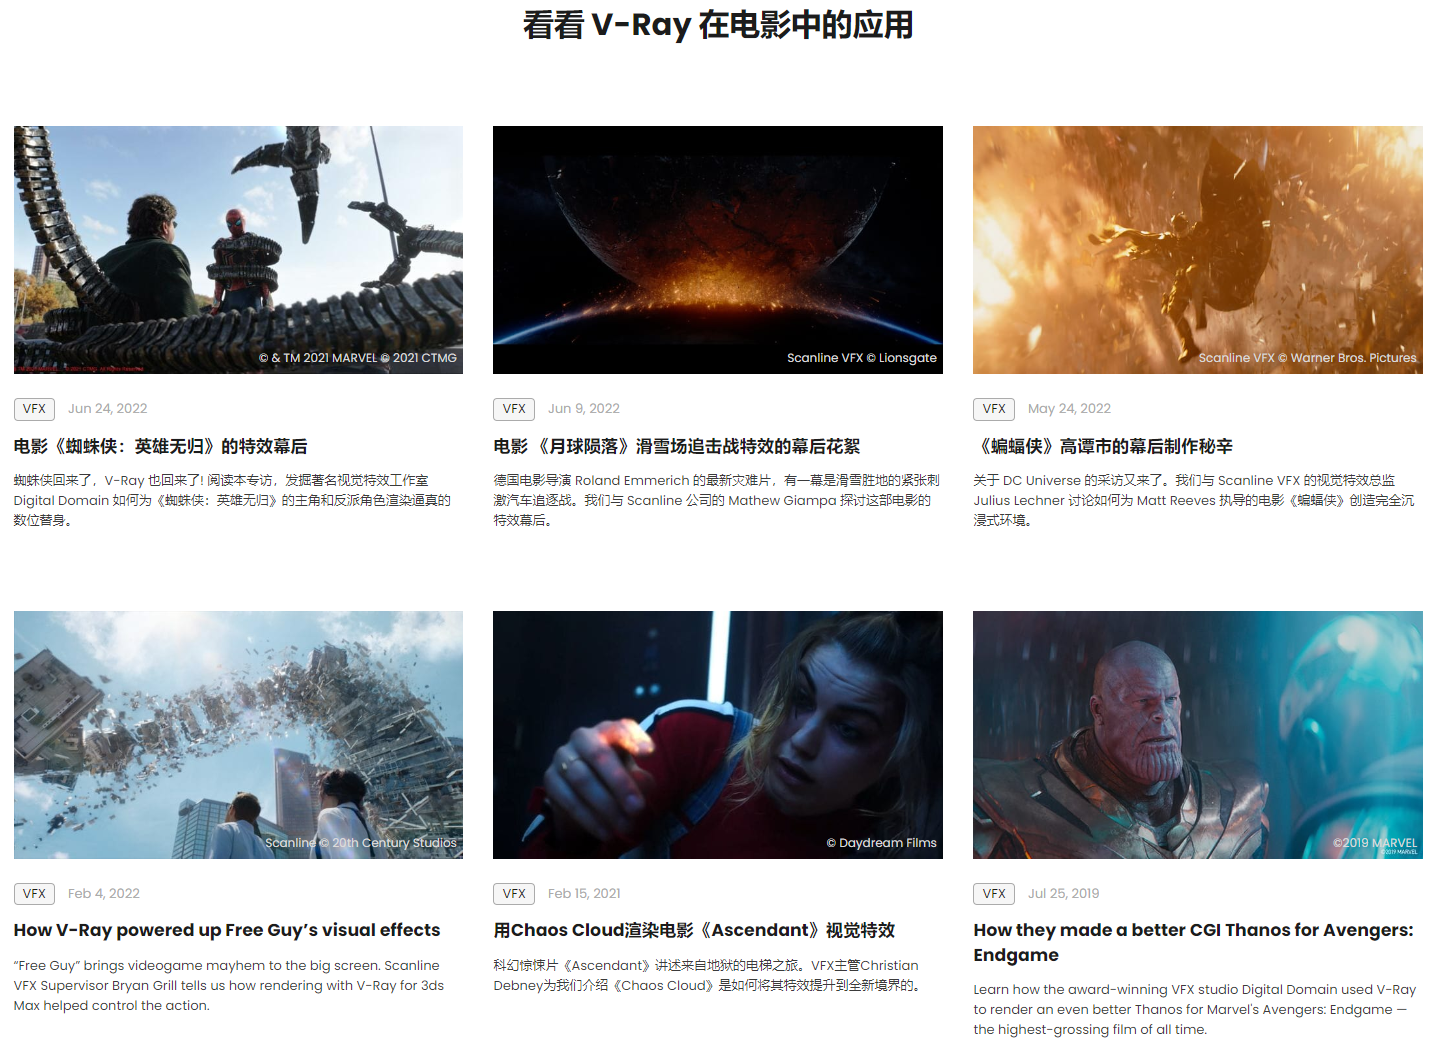 看看 V-Ray 在电影中的应用
© & TM 2021 MARVEL © 2021 CTMG
Scanline VFX © Lionsgate
Scanline VFX © Warner Bros. Pictures
VFX Jun 24, 2022
电影《蜘蛛侠：英雄无归》的特效幕后
蜘蛛侠回来了，V-Ray 也回来了! 阅读本专访，发掘著名视觉特效工作室
Digital Domain 如何为《蜘蛛侠：英雄无归》的主角和反派角色渲染逼真的
数位替身。
VFX Jun 9, 2022
电影 《月球陨落》滑雪场追击战特效的幕后花絮
德国电影导演 Roland Emmerich 的最新灾难片，有一幕是滑雪胜地的紧张刺
激汽车追逐战。我们与 Scanline 公司的 Mathew Giampa 探讨这部电影的
特效幕后。
VFX May 24, 2022
《蝙蝠侠》高谭市的幕后制作秘辛
关于 DC Universe 的采访又来了。我们与 Scanline VFX 的视觉特效总监
Julius Lechner 讨论如何为 Matt Reeves 执导的电影《蝙蝠侠》创造完全沉
浸式环境。
Scanline © 20th Century Studios
© Daydream Films
©2019 MARVEL
©2019 MARVEL
VFX Feb 4, 2022
How V-Ray powered up Free Guy’s visual effects
“Free Guy” brings videogame mayhem to the big screen. Scanline
VFX Supervisor Bryan Grill tells us how rendering with V-Ray for 3ds
Max helped control the action.
VFX Feb 15, 2021
用Chaos Cloud渲染电影《Ascendant》视觉特效
科幻惊悚片《Ascendant》讲述来自地狱的电梯之旅。VFX主管Christian
Debney为我们介绍《Chaos Cloud》是如何将其特效提升到全新境界的。
VFX Jul 25, 2019
How they made a better CGI Thanos for Avengers:
Endgame
Learn how the award-winning VFX studio Digital Domain used V-Ray
to render an even better Thanos for Marvel's Avengers: Endgame —
the highest-grossing film of all time.